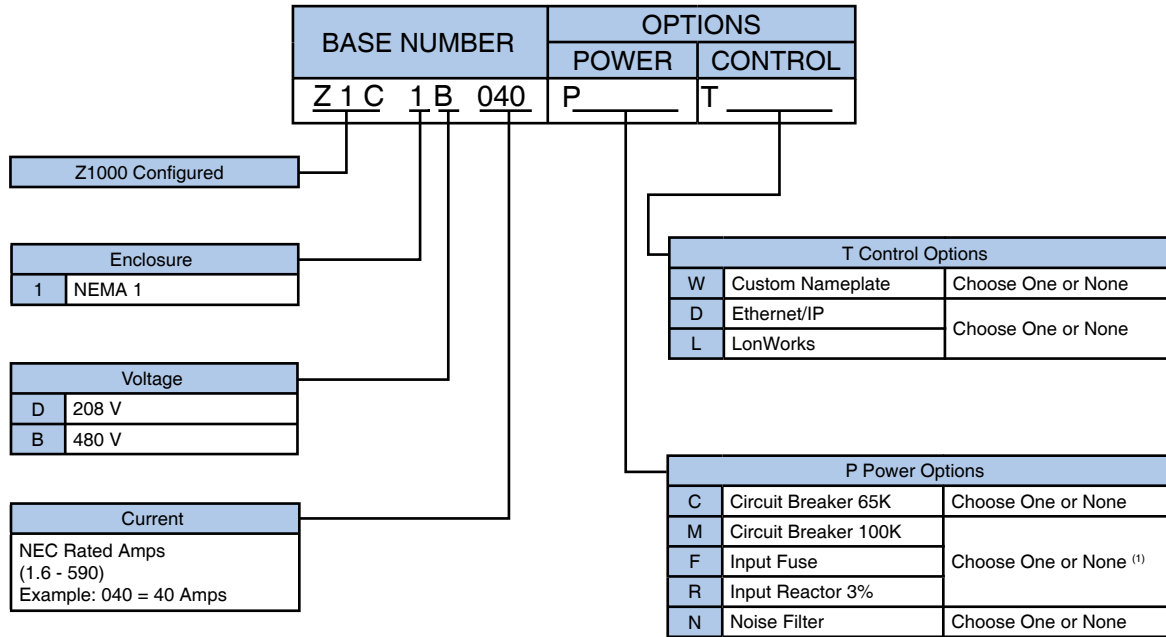 BASE NUMBER
OPTIONS
POWER
CONTROL
Z 1 C 1 B 040
P
T
Z1000 Configured
Enclosure
1 NEMA 1
Voltage
D 208 V
B 480 V
Current
NEC Rated Amps
(1.6 - 590)
Example: 040 = 40 Amps
T Control Options
W Custom Nameplate Choose One or None
D Ethernet/IP
Choose One or None
L LonWorks
P Power Options
C Circuit Breaker 65K Choose One or None
M Circuit Breaker 100K
F Input Fuse Choose One or None (1)
R Input Reactor 3%
N Noise Filter Choose One or None